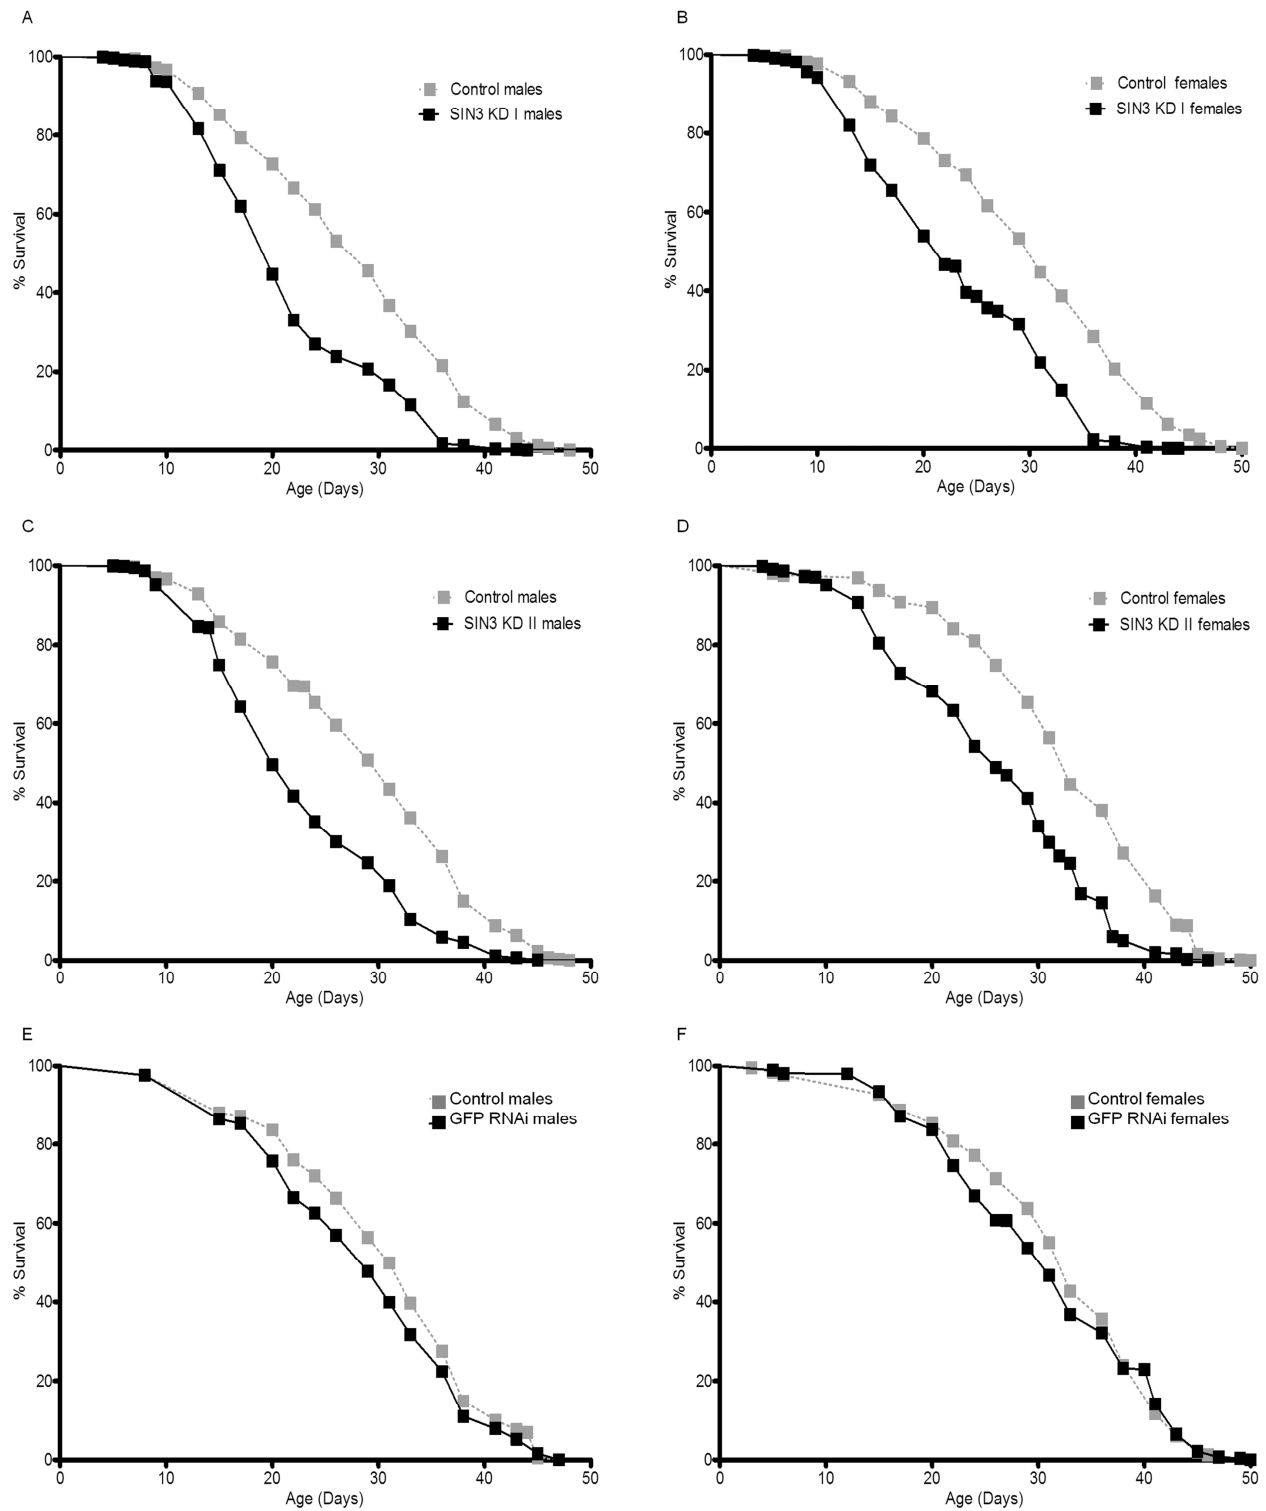 A
100
80
60
40
20
0
% Survival
Control males
SIN3 KD I males
0 10 20 30 40 50
Age (Days)
B
100
80
60
40
20
0
% Survival
Control females
SIN3 KD I females
0 10 20 30 40 50
Age (Days)
C
100
80
60
40
20
0
% Survival
Control males
SIN3 KD II males
0 10 20 30 40 50
Age (Days)
D
100
80
60
40
20
0
% Survival
Control females
SIN3 KD II females
0 10 20 30 40 50
Age (Days)
E
100
80
60
40
20
0
% Survival
Control males
GFP RNAi males
0 10 20 30 40 50
Age (Days)
F
100
80
60
40
20
0
% Survival
Control females
GFP RNAi females
0 10 20 30 40 50
Age (Days)